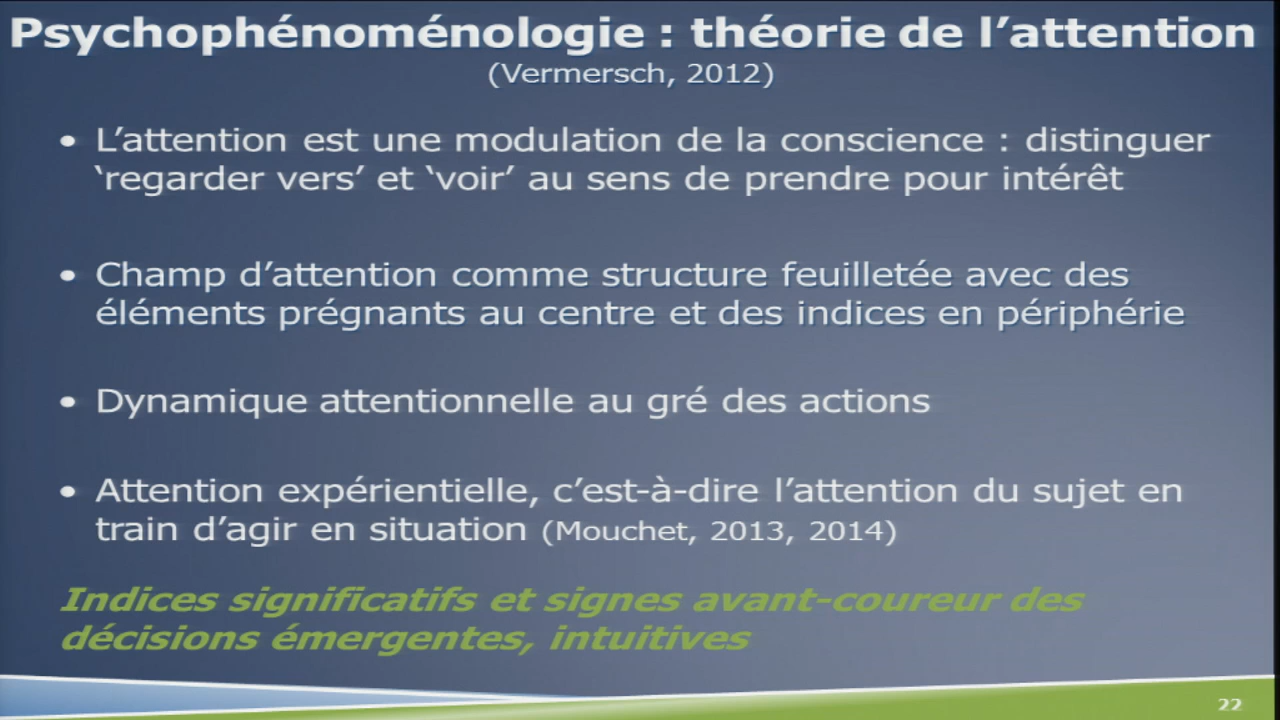 Psychophénoménologie : théorie de l’attention
(Vermersch, 2012)
• L’attention est une modulation de la conscience : distinguer
‘regarder vers’ et ‘voir’ au sens de prendre pour intérêt
• Champ d’attention comme structure feuilletée avec des
éléments prégnants au centre et des indices en périphérie
• Dynamique attentionnelle au gré des actions
• Attention expérientielle, c’est-à-dire l’attention du sujet en
train d’agir en situation (Mouchet, 2013, 2014)
Indices significatifs et signes avant-coureur des
décisions émergentes, intuitives
22